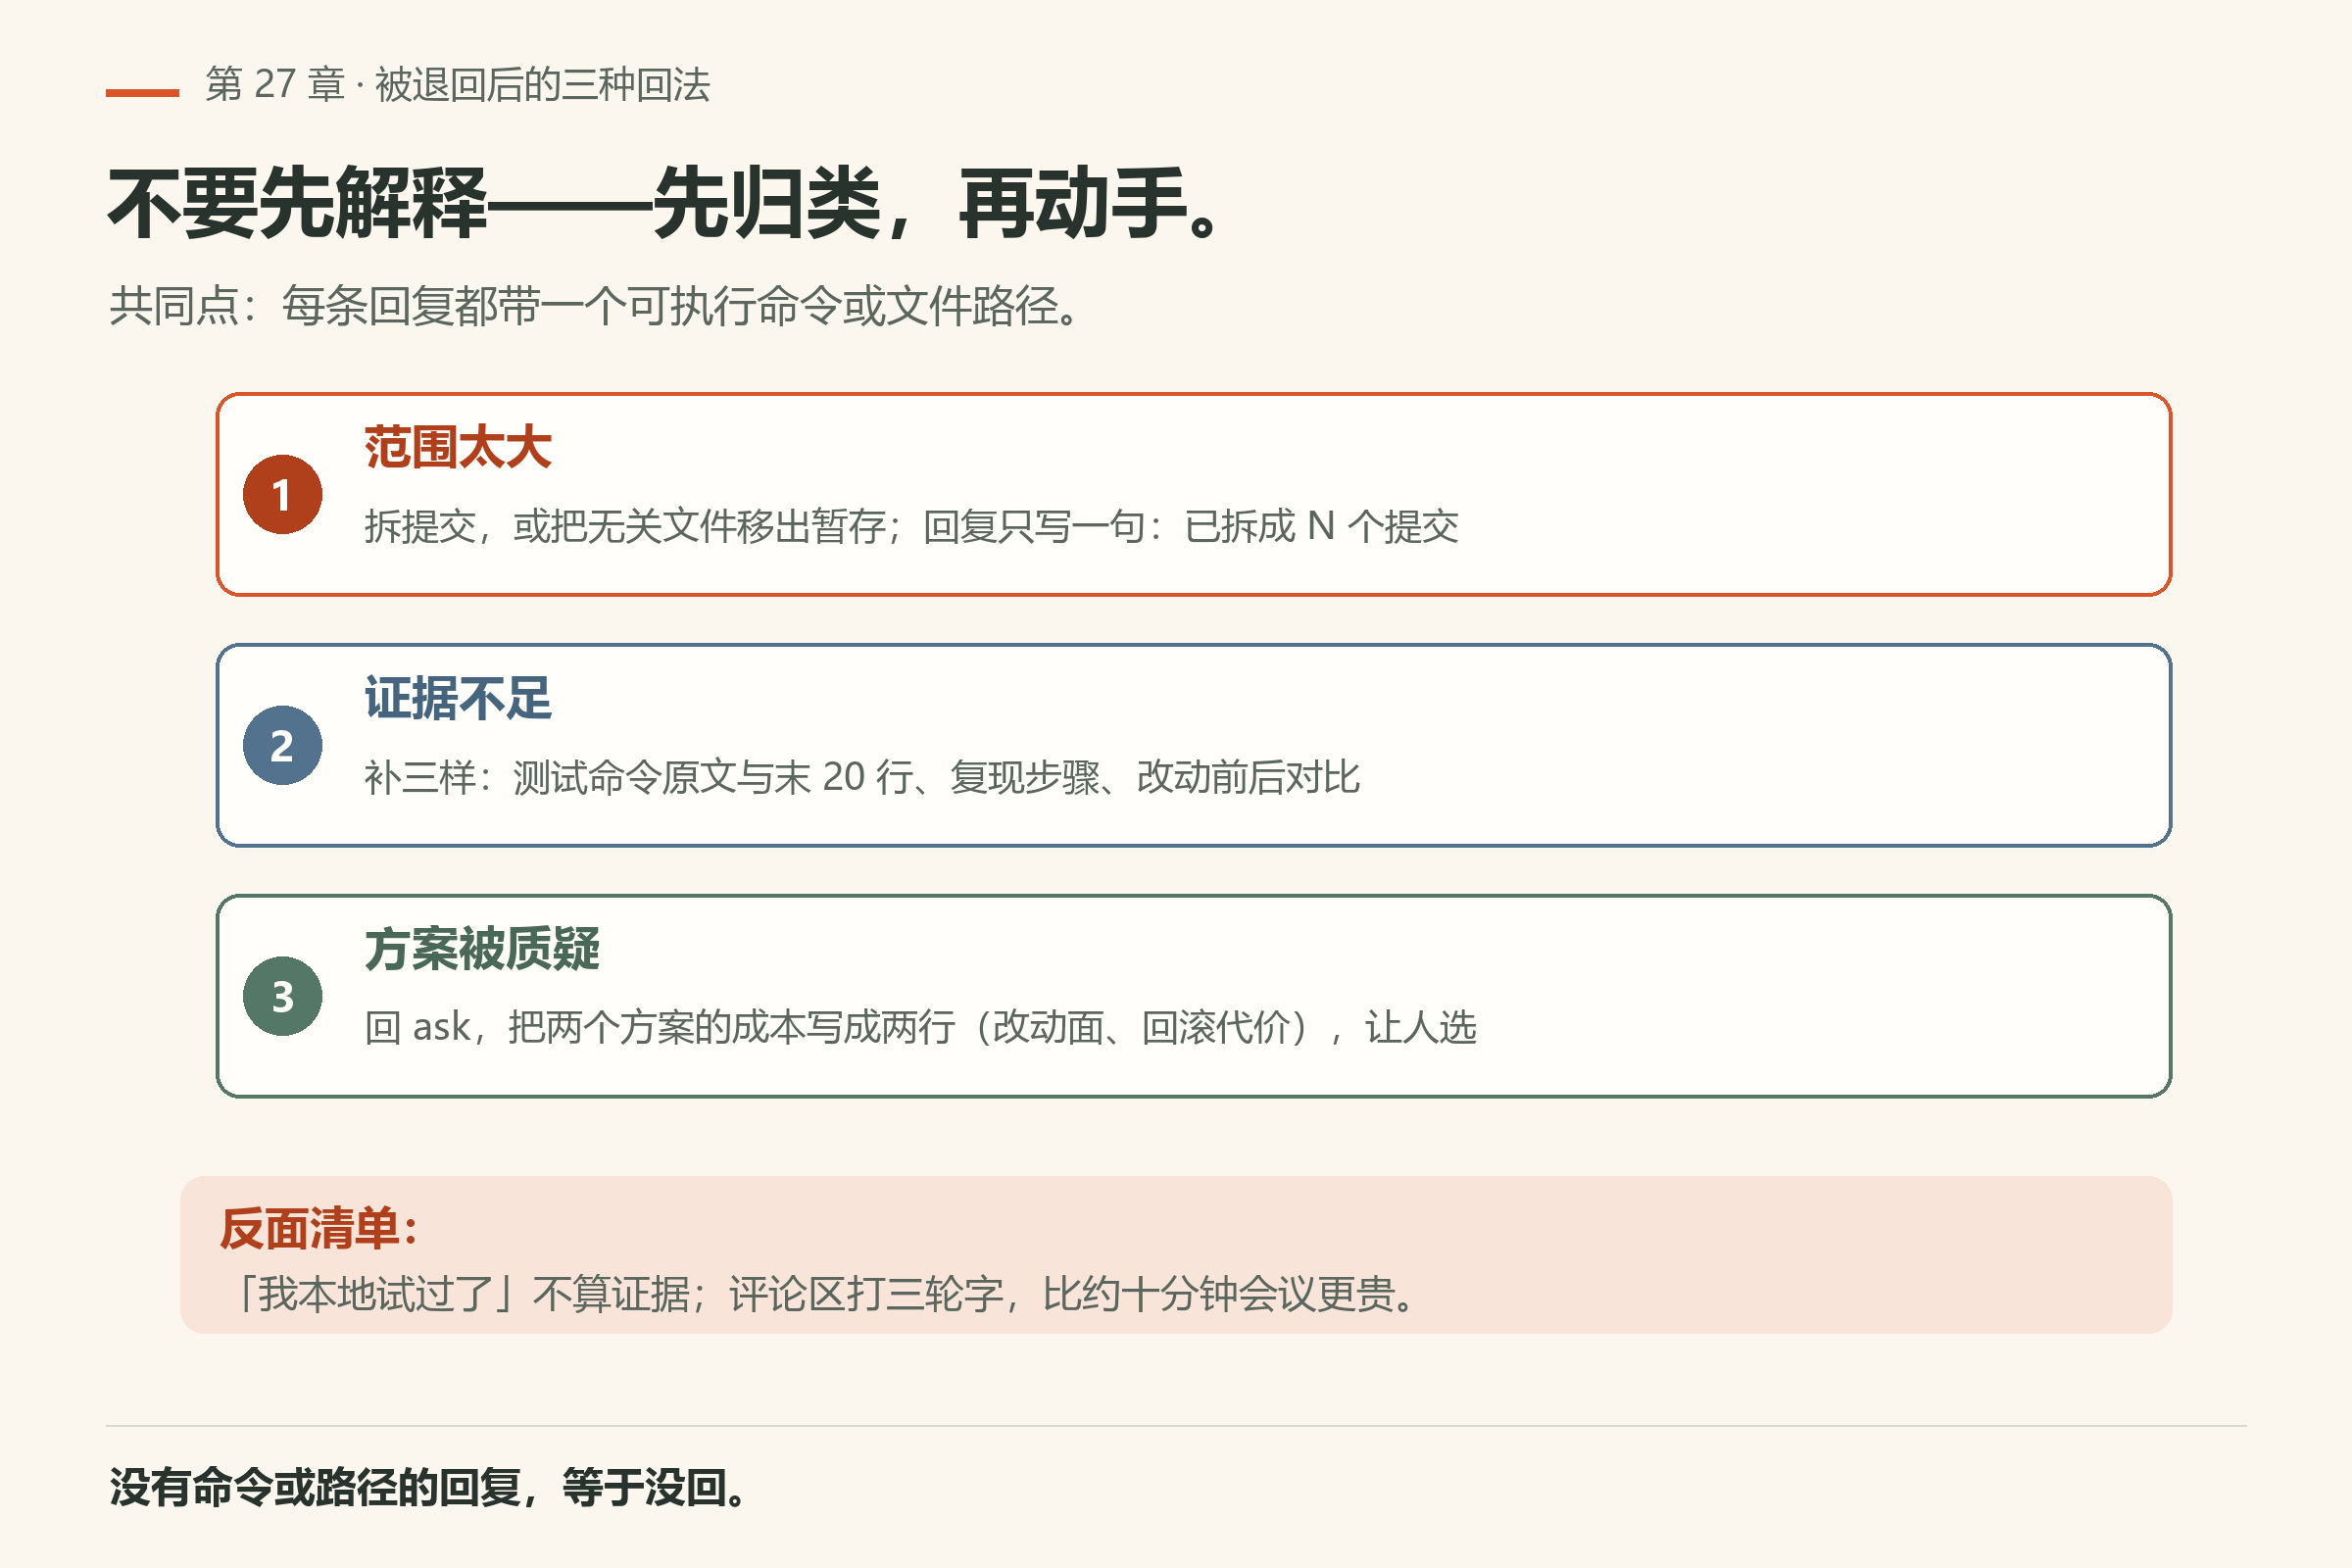 第 27 章 · 被退回后的三种回法
不要先解释——先归类，再动手。
共同点：每条回复都带一个可执行命令或文件路径。
范围太大
1
拆提交，或把无关文件移出暂存；回复只写一句：已拆成 N 个提交
证据不足
2
补三样：测试命令原文与末 20 行、复现步骤、改动前后对比
方案被质疑
3
回 ask，把两个方案的成本写成两行（改动面、回滚代价），让人选
反面清单：
「我本地试过了」不算证据；评论区打三轮字，比约十分钟会议更贵。
没有命令或路径的回复，等于没回。